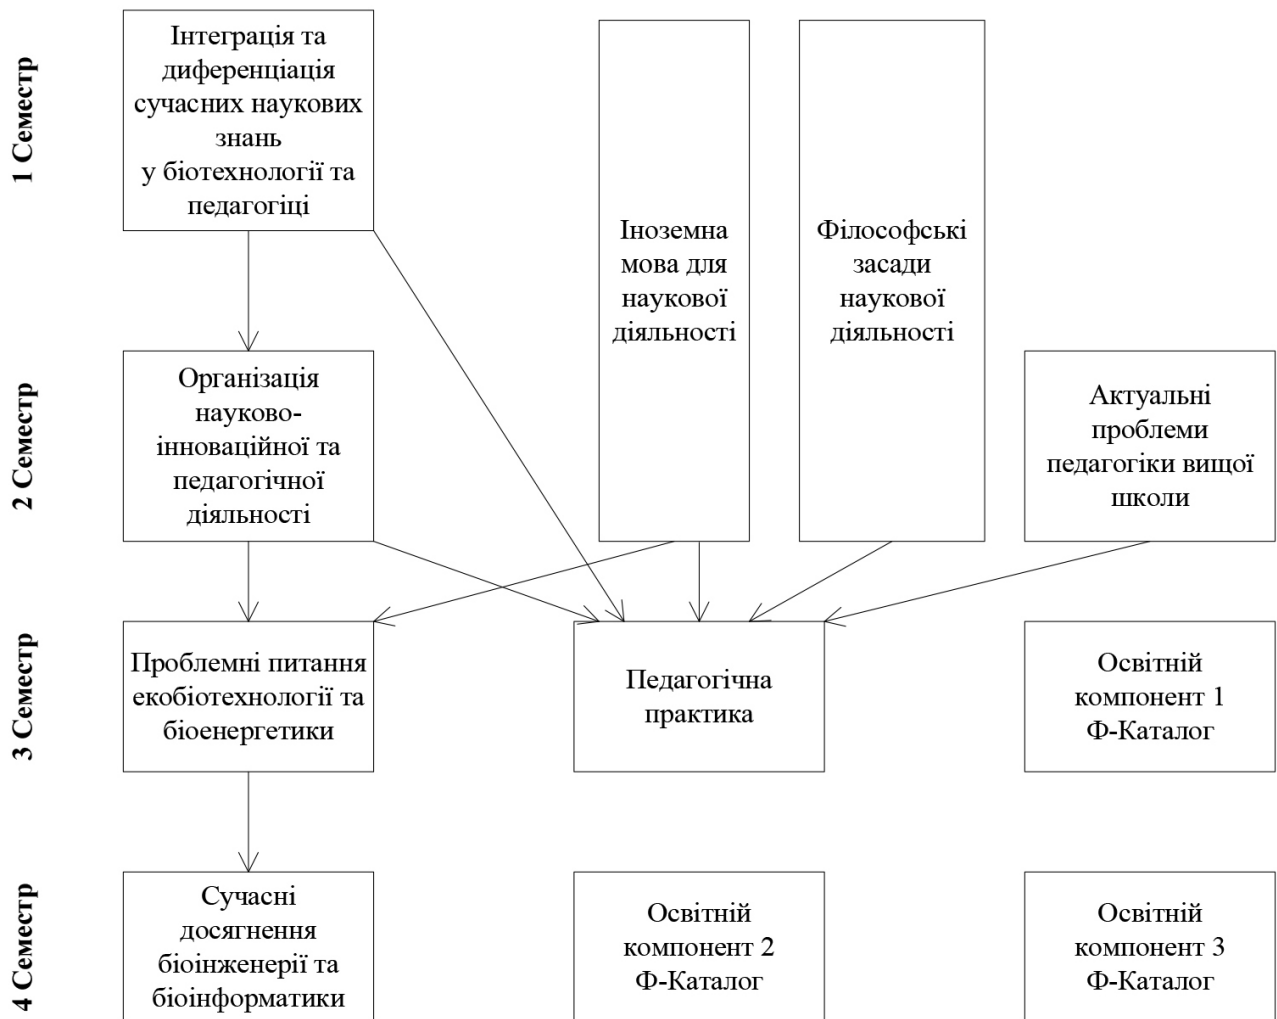 1 Семестр
Інтеграція та
диференціація
сучасних наукових
знань
у біотехнології та
педагогіці
Іноземна
мова для
наукової
діяльності
Філософські
засади
наукової
діяльності
2 Семестр
Організація
науково-
інноваційної та
педагогічної
діяльності
Актуальні
проблеми
педагогіки вищої
школи
3 Семестр
Проблемні питання
екобіотехнології та
біоенергетики
Педагогічна
практика
Освітній
компонент 1
Ф-Каталог
4 Семестр
Сучасні
досягнення
біоінженерії та
біоінформатики
Освітній
компонент 2
Ф-Каталог
Освітній
компонент 3
Ф-Каталог